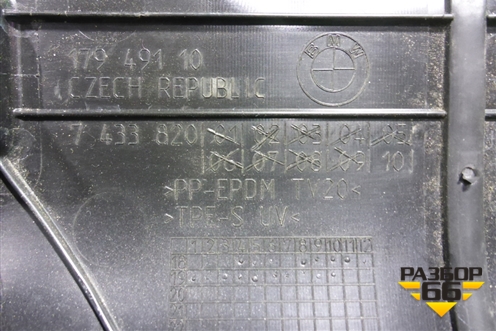 179 491 10
CZECH REPUBLIC
7 433 820 01 02 03 04 05
06 07 08 09 10
>PP-EPDM TV20<
>TPE-S UV<
РАЗБОР
66